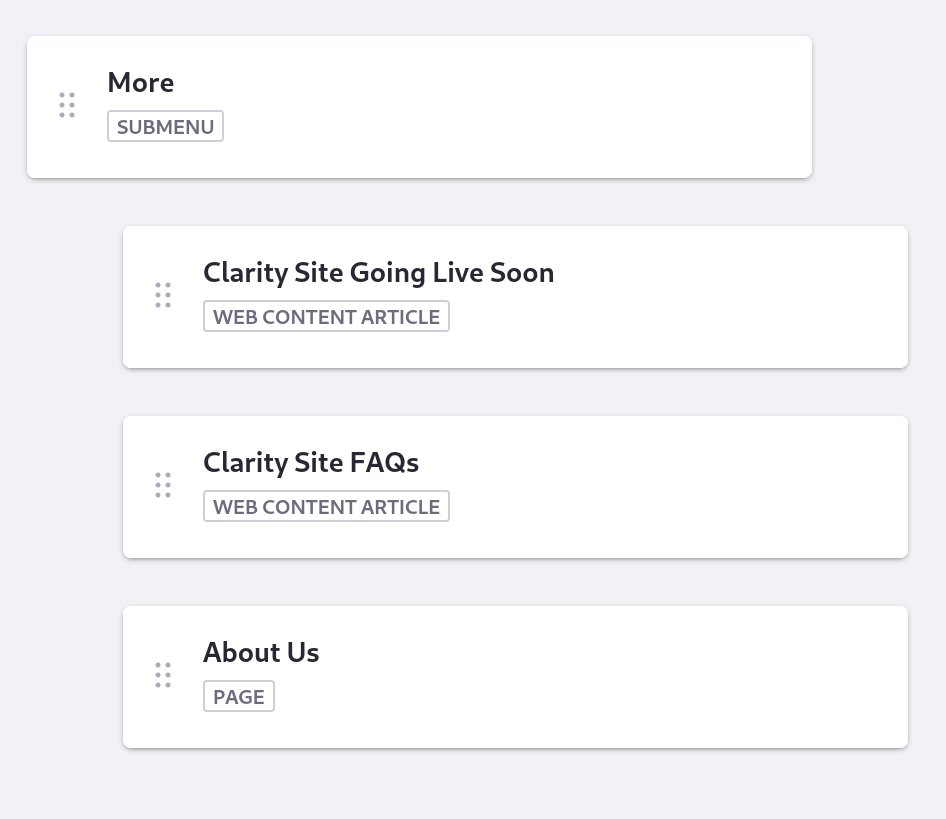 More
SUBMENU
Clarity Site Going Live Soon
WEB CONTENT ARTICLE
Clarity Site FAQs
WEB CONTENT ARTICLE
About Us
PAGE